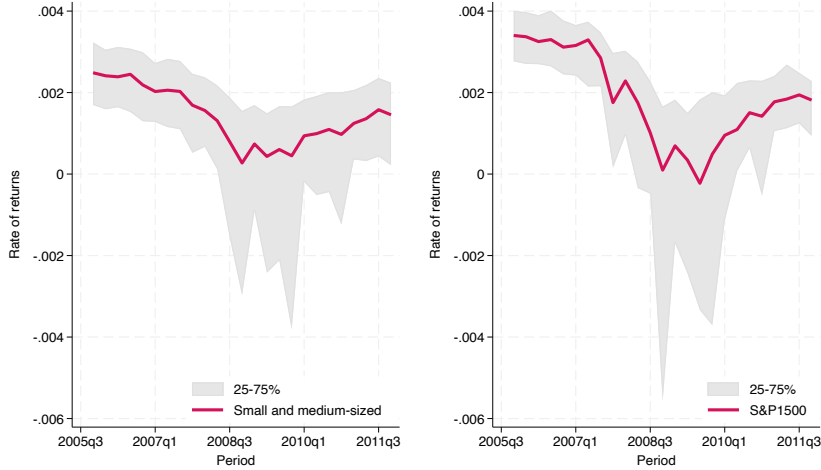 .004
.002
0
-.002
-.004
-.006
Rate of returns
25-75%
Small and medium-sized
2005q3 2007q1 2008q3 2010q1 2011q3
Period
.004
.002
0
-.002
-.004
-.006
Rate of returns
25-75%
S&P1500
2005q3 2007q1 2008q3 2010q1 2011q3
Period